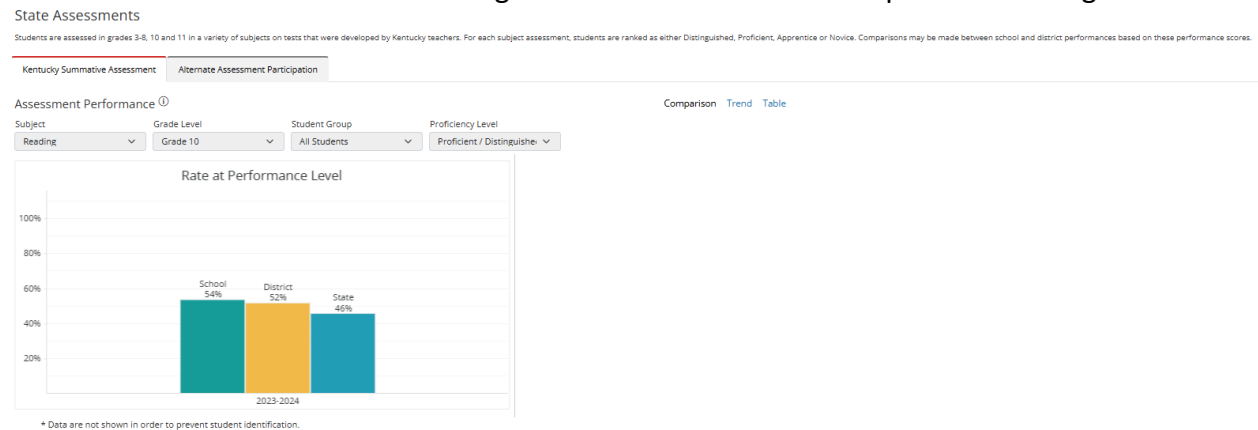 State Assessments
Students are assessed in grades 3-8, 10 and 11 in a variety of subjects on tests that were developed by Kentucky teachers. For each subject assessment, students are ranked as either Distinguished, Proficient, Apprentice or Novice. Comparisons may be made between school and district performances based on these performance scores.
Kentucky Summative Assessment Alternate Assessment Participation
Assessment Performance ⓘ Comparison Trend Table
Subject Grade Level Student Group Proficiency Level
Reading Grade 10 All Students Proficient / Distinguishe
Rate at Performance Level
100%
80%
60%
40%
20%
School
54%
District
52%
State
46%
2023-2024
* Data are not shown in order to prevent student identification.